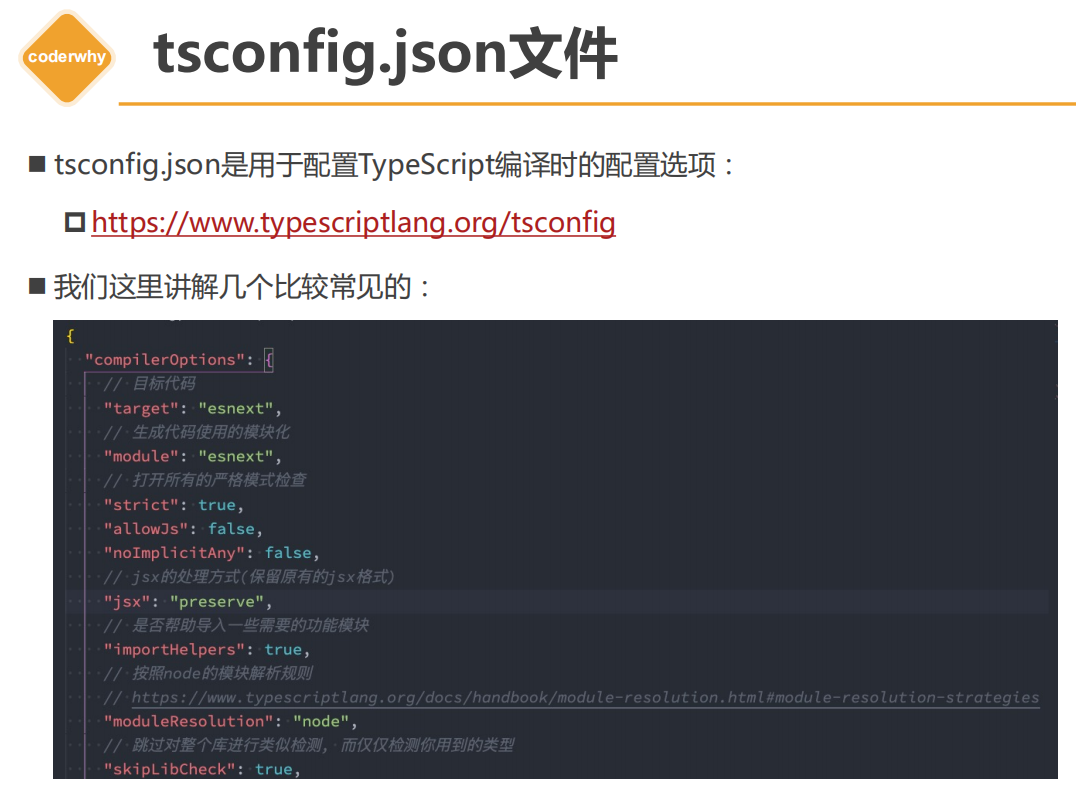 coderwhy
tsconfig.json文件
tsconfig.json是用于配置TypeScript编译时的配置选项：
https://www.typescriptlang.org/tsconfig
我们这里讲解几个比较常见的：
{
"compilerOptions": {
// 目标代码
"target": "esnext",
// 生成代码使用的模块化
"module": "esnext",
// 打开所有的严格模式检查
"strict": true,
"allowJs": false,
"noImplicitAny": false,
// jsx的处理方式(保留原有的jsx格式)
"jsx": "preserve",
// 是否帮助导入一些需要的功能模块
"importHelpers": true,
// 按照node的模块解析规则
// https://www.typescriptlang.org/docs/handbook/module-resolution.html#module-resolution-strategies
"moduleResolution": "node",
// 跳过对整个库进行类似检测, 而仅仅检测你用到的类型
"skipLibCheck": true,